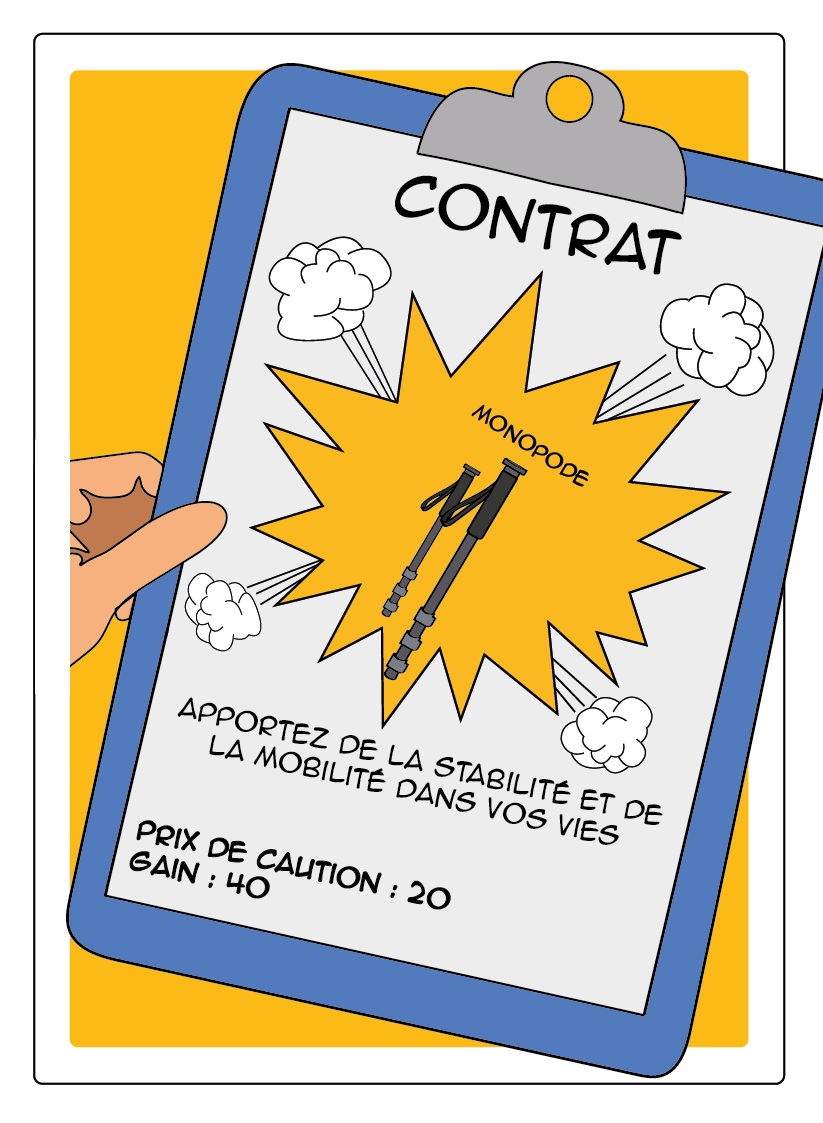 CONTRAT
MONOPODE
APPORTEZ DE LA STABILITÉ ET DE
LA MOBILITÉ DANS VOS VIES
PRIX DE CAUTION : 20
GAIN : 40